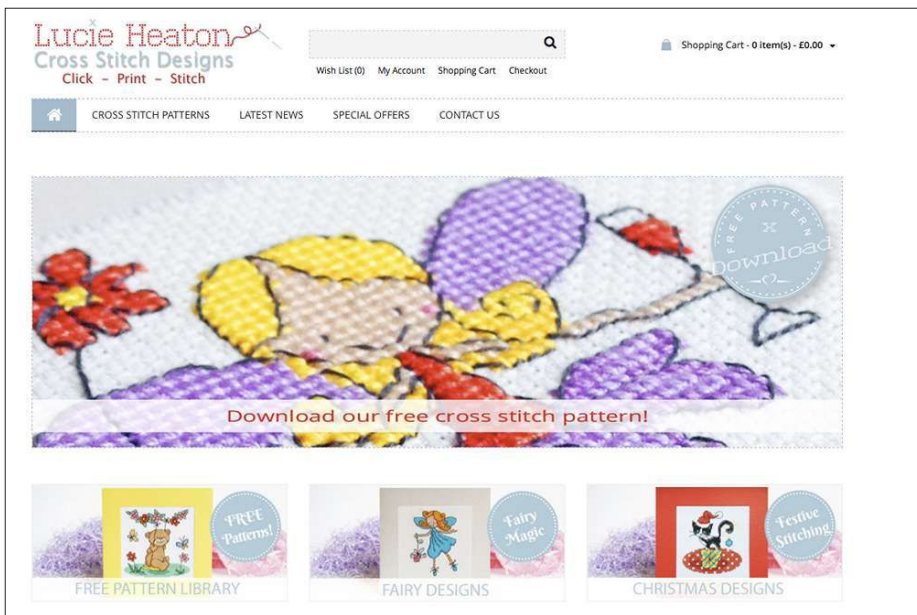 Lucie Heaton
Cross Stitch Designs
Click - Print - Stitch
Wish List (0) My Account Shopping Cart Checkout
Shopping Cart - 0 item(s) - £0.00
CROSS STITCH PATTERNS LATEST NEWS SPECIAL OFFERS CONTACT US
FREE PATTERN
X
Download
Download our free cross stitch pattern!
FREE
Patterns!
FREE PATTERN LIBRARY
Fairy
Magic
FAIRY DESIGNS
Festive
Stitching
CHRISTMAS DESIGNS